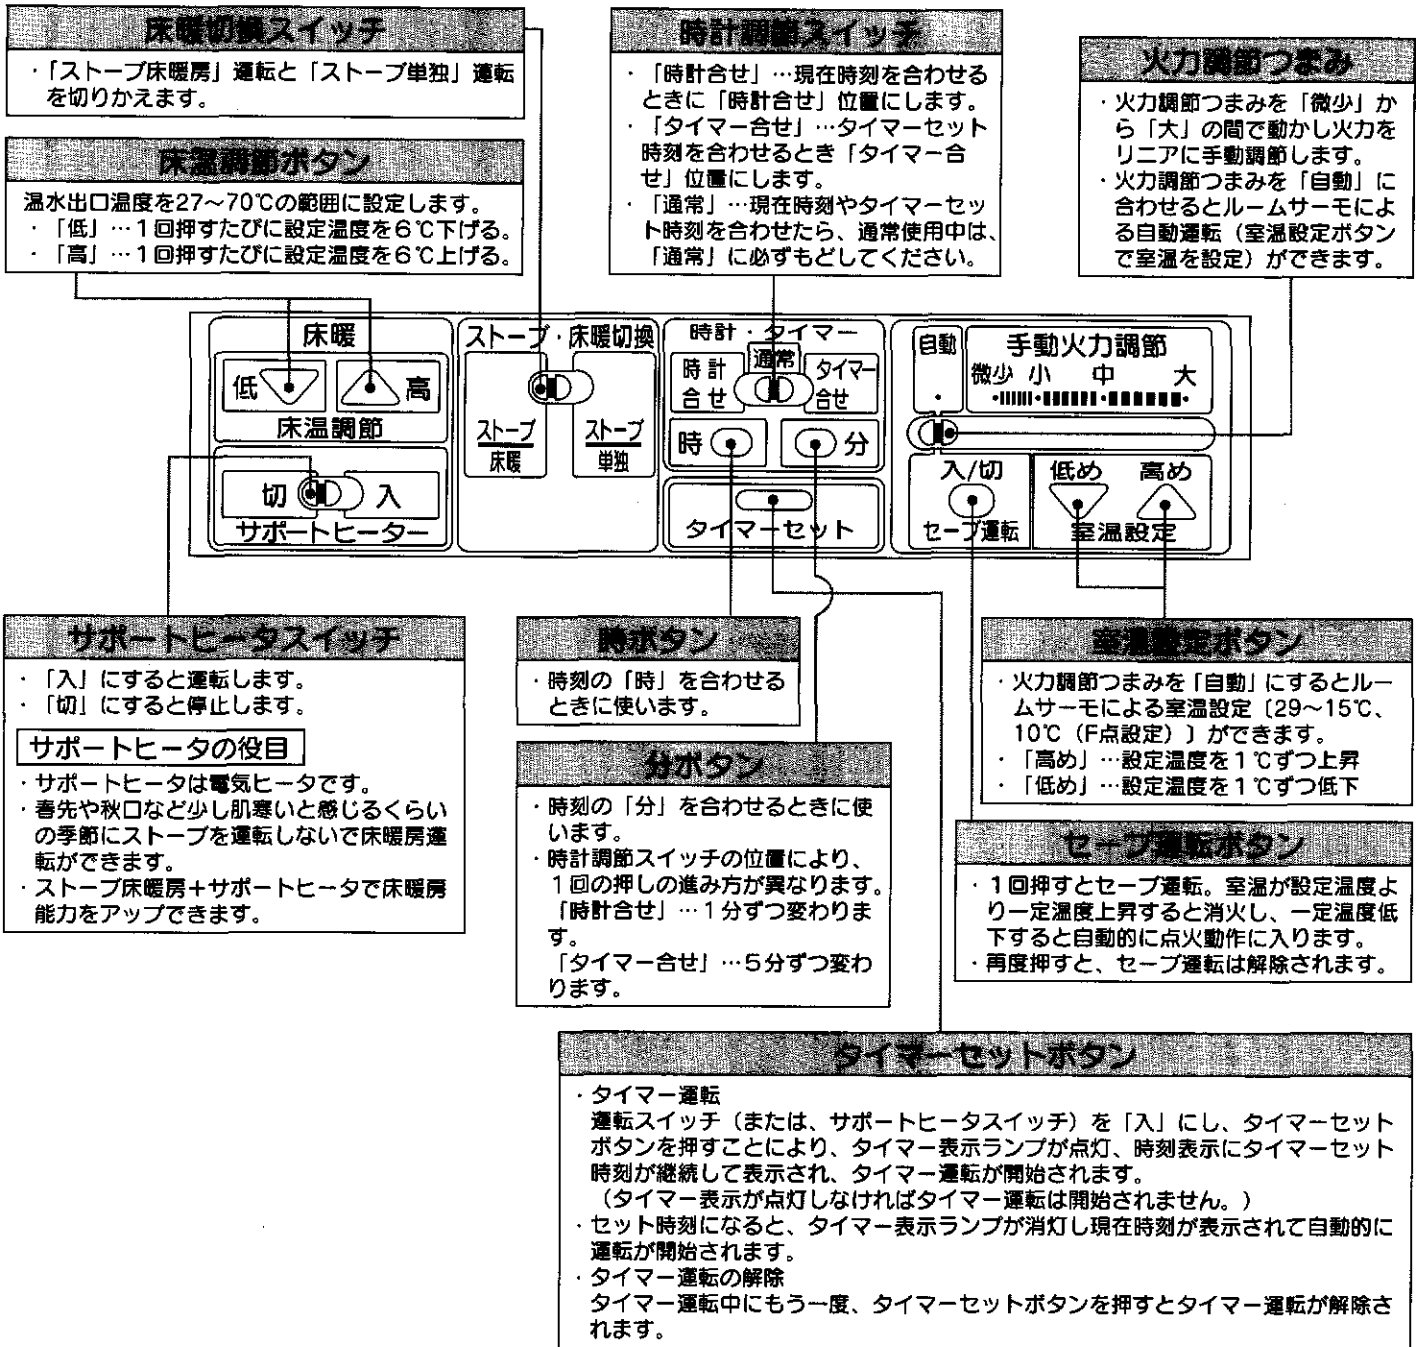 床暖切換スイッチ
・「ストーブ床暖房」運転と「ストーブ単独」運転
を切りかえます。
床温調節ボタン
温水出口温度を27〜70℃の範囲に設定します。
・「低」…1回押すたびに設定温度を6℃下げる。
・「高」…1回押すたびに設定温度を6℃上げる。
時計調節スイッチ
・「時計合せ」…現在時刻を合わせる
ときに「時計合せ」位置にします。
・「タイマー合せ」…タイマーセット
時刻を合わせるとき「タイマー合
せ」位置にします。
・「通常」…現在時刻やタイマーセッ
ト時刻を合わせたら、通常使用中は、
「通常」に必ずもどしてください。
火力調節つまみ
・火力調節つまみを「微少」か
ら「大」の間で動かし火力を
リニアに手動調節します。
・火力調節つまみを「自動」に
合わせるとルームサーモによ
る自動運転（室温設定ボタン
で室温を設定）ができます。
床暖
低 高
床温調節
切 入
サポートヒーター
ストーブ・床暖切換
ストーブ
床暖
ストーブ
単独
時計・タイマー
時計
合せ
通常
タイマー
合せ
時 分
タイマーセット
自動
手動火力調節
微少 小 中 大
入/切
セーブ運転
低め 高め
室温設定
サポートヒータスイッチ
・「入」にすると運転します。
・「切」にすると停止します。
サポートヒータの役目
・サポートヒータは電気ヒータです。
・春先や秋口など少し肌寒いと感じるくらい
の季節にストーブを運転しないで床暖房運
転ができます。
・ストーブ床暖房＋サポートヒータで床暖房
能力をアップできます。
時ボタン
・時刻の「時」を合わせる
ときに使います。
分ボタン
・時刻の「分」を合わせるときに使
います。
・時計調節スイッチの位置により、
1回の押しの進み方が異なります。
「時計合せ」…1分ずつ変わりま
す。
「タイマー合せ」…5分ずつ変わ
ります。
室温設定ボタン
・火力調節つまみを「自動」にするとルー
ムサーモによる室温設定〔29〜15℃、
10℃（F点設定）〕ができます。
・「高め」…設定温度を1℃ずつ上昇
・「低め」…設定温度を1℃ずつ低下
セーブ運転ボタン
・1回押すとセーブ運転。室温が設定温度よ
り一定温度上昇すると消火し、一定温度低
下すると自動的に点火動作に入ります。
・再度押すと、セーブ運転は解除されます。
タイマーセットボタン
・タイマー運転
運転スイッチ（または、サポートヒータスイッチ）を「入」にし、タイマーセット
ボタンを押すことにより、タイマー表示ランプが点灯、時刻表示にタイマーセット
時刻が継続して表示され、タイマー運転が開始されます。
（タイマー表示が点灯しなければタイマー運転は開始されません。）
・セット時刻になると、タイマー表示ランプが消灯し現在時刻が表示されて自動的に
運転が開始されます。
・タイマー運転の解除
タイマー運転中にもう一度、タイマーセットボタンを押すとタイマー運転が解除さ
れます。